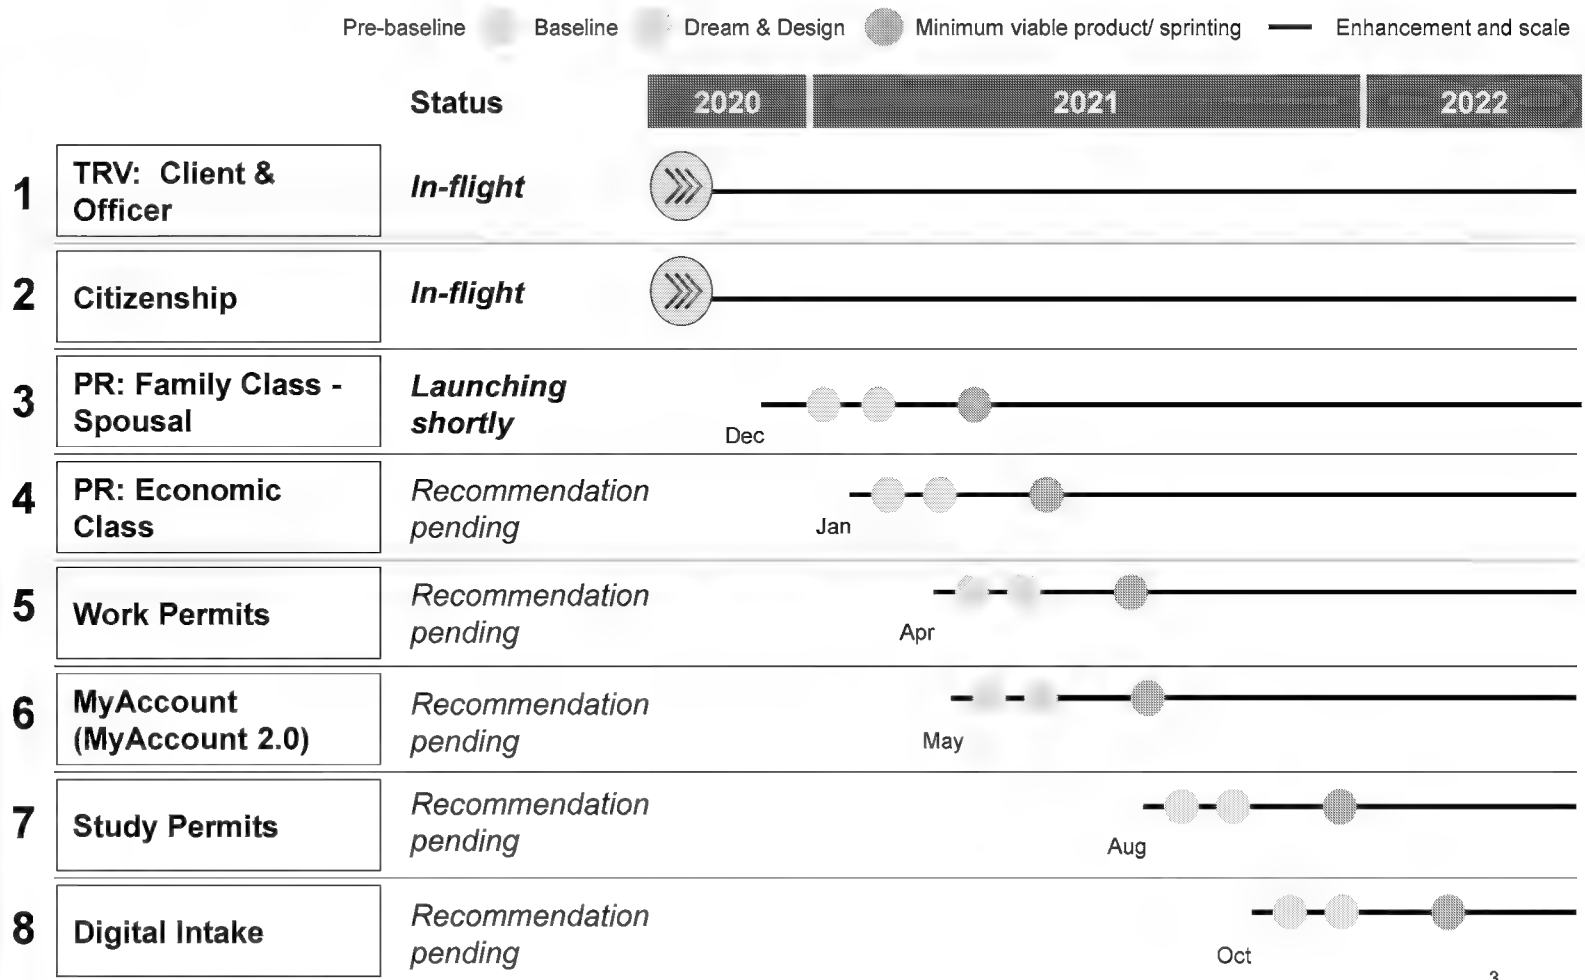 Pre-baseline Baseline Dream & Design Minimum viable product/ sprinting Enhancement and scale
Status 2020 2021 2022
1 TRV: Client &
Officer
In-flight
2 Citizenship
In-flight
3 PR: Family Class -
Spousal
Launching
shortly
Dec
4 PR: Economic
Class
Recommendation
pending
Jan
5 Work Permits
Recommendation
pending
Apr
6 MyAccount
(MyAccount 2.0)
Recommendation
pending
May
7 Study Permits
Recommendation
pending
Aug
8 Digital Intake
Recommendation
pending
Oct
3